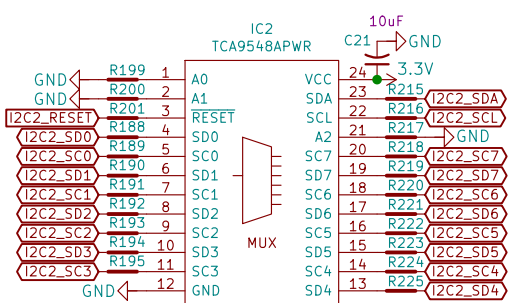 10uF
IC2
TCA9548APWR
C21 GND
3.3V
GND R199 1 A0 VCC 24
GND R200 2 A1 SDA 23 R215 I2C2_SDA
I2C2_RESET R201 3 RESET SCL 22 R216 I2C2_SCL
I2C2_SD0 R188 4 SD0 A2 21 R217 GND
I2C2_SC0 R189 5 SC0 SC7 20 R218 I2C2_SC7
I2C2_SD1 R190 6 SD1 SD7 19 R219 I2C2_SD7
I2C2_SC1 R191 7 SC1 SC6 18 R220 I2C2_SC6
I2C2_SD2 R192 8 SD2 SD6 17 R221 I2C2_SD6
I2C2_SC2 R193 9 SC2 SC5 16 R222 I2C2_SC5
I2C2_SD3 R194 10 SD3 SD5 15 R223 I2C2_SD5
I2C2_SC3 R195 11 SC3 SC4 14 R224 I2C2_SC4
GND 12 GND SD4 13 R225 I2C2_SD4
MUX